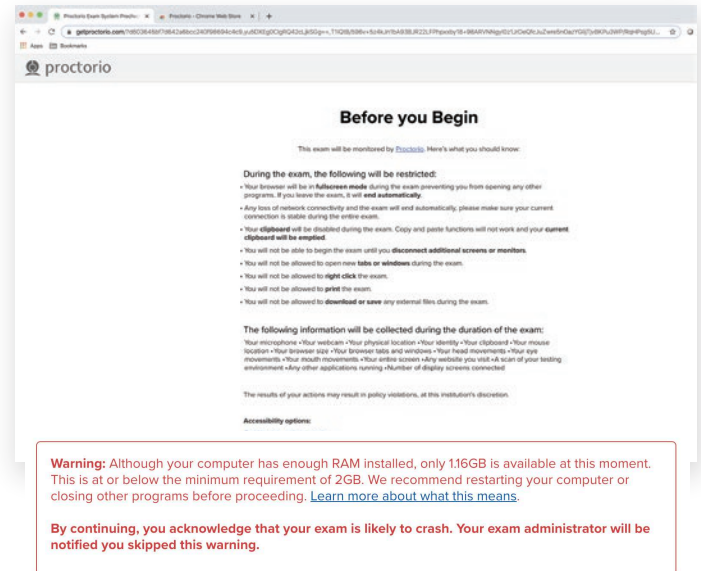 Proctorio Exam System Precheck
Proctorio - Chrome Web Store
getproctorio.com
Apps Bookmarks
proctorio
Before you Begin
This exam will be monitored by Proctorio. Here's what you should know:
During the exam, the following will be restricted:
• Your browser will be in fullscreen mode during the exam preventing you from opening any other
programs. If you leave the exam, it will end automatically.
• Any loss of network connectivity and the exam will end automatically, please make sure your current
connection is stable during the entire exam.
• Your clipboard will be disabled during the exam. Copy and paste functions will not work and your current
clipboard will be emptied.
• You will not be able to begin the exam until you disconnect additional screens or monitors.
• You will not be allowed to open new tabs or windows during the exam.
• You will not be allowed to right click the exam.
• You will not be allowed to print the exam.
• You will not be allowed to download or save any external files during the exam.
The following information will be collected during the duration of the exam:
Your microphone •Your webcam •Your physical location •Your identity •Your clipboard •Your mouse
location •Your browser size •Your browser tabs and windows •Your head movements •Your eye
movements •Your mouth movements •Your entire screen •Any website you visit •A scan of your testing
environment •Any other applications running •Number of display screens connected
The results of your actions may result in policy violations, at this institution's discretion.
Accessibility options:
Warning: Although your computer has enough RAM installed, only 1.16GB is available at this moment.
This is at or below the minimum requirement of 2GB. We recommend restarting your computer or
closing other programs before proceeding. Learn more about what this means.
By continuing, you acknowledge that your exam is likely to crash. Your exam administrator will be
notified you skipped this warning.